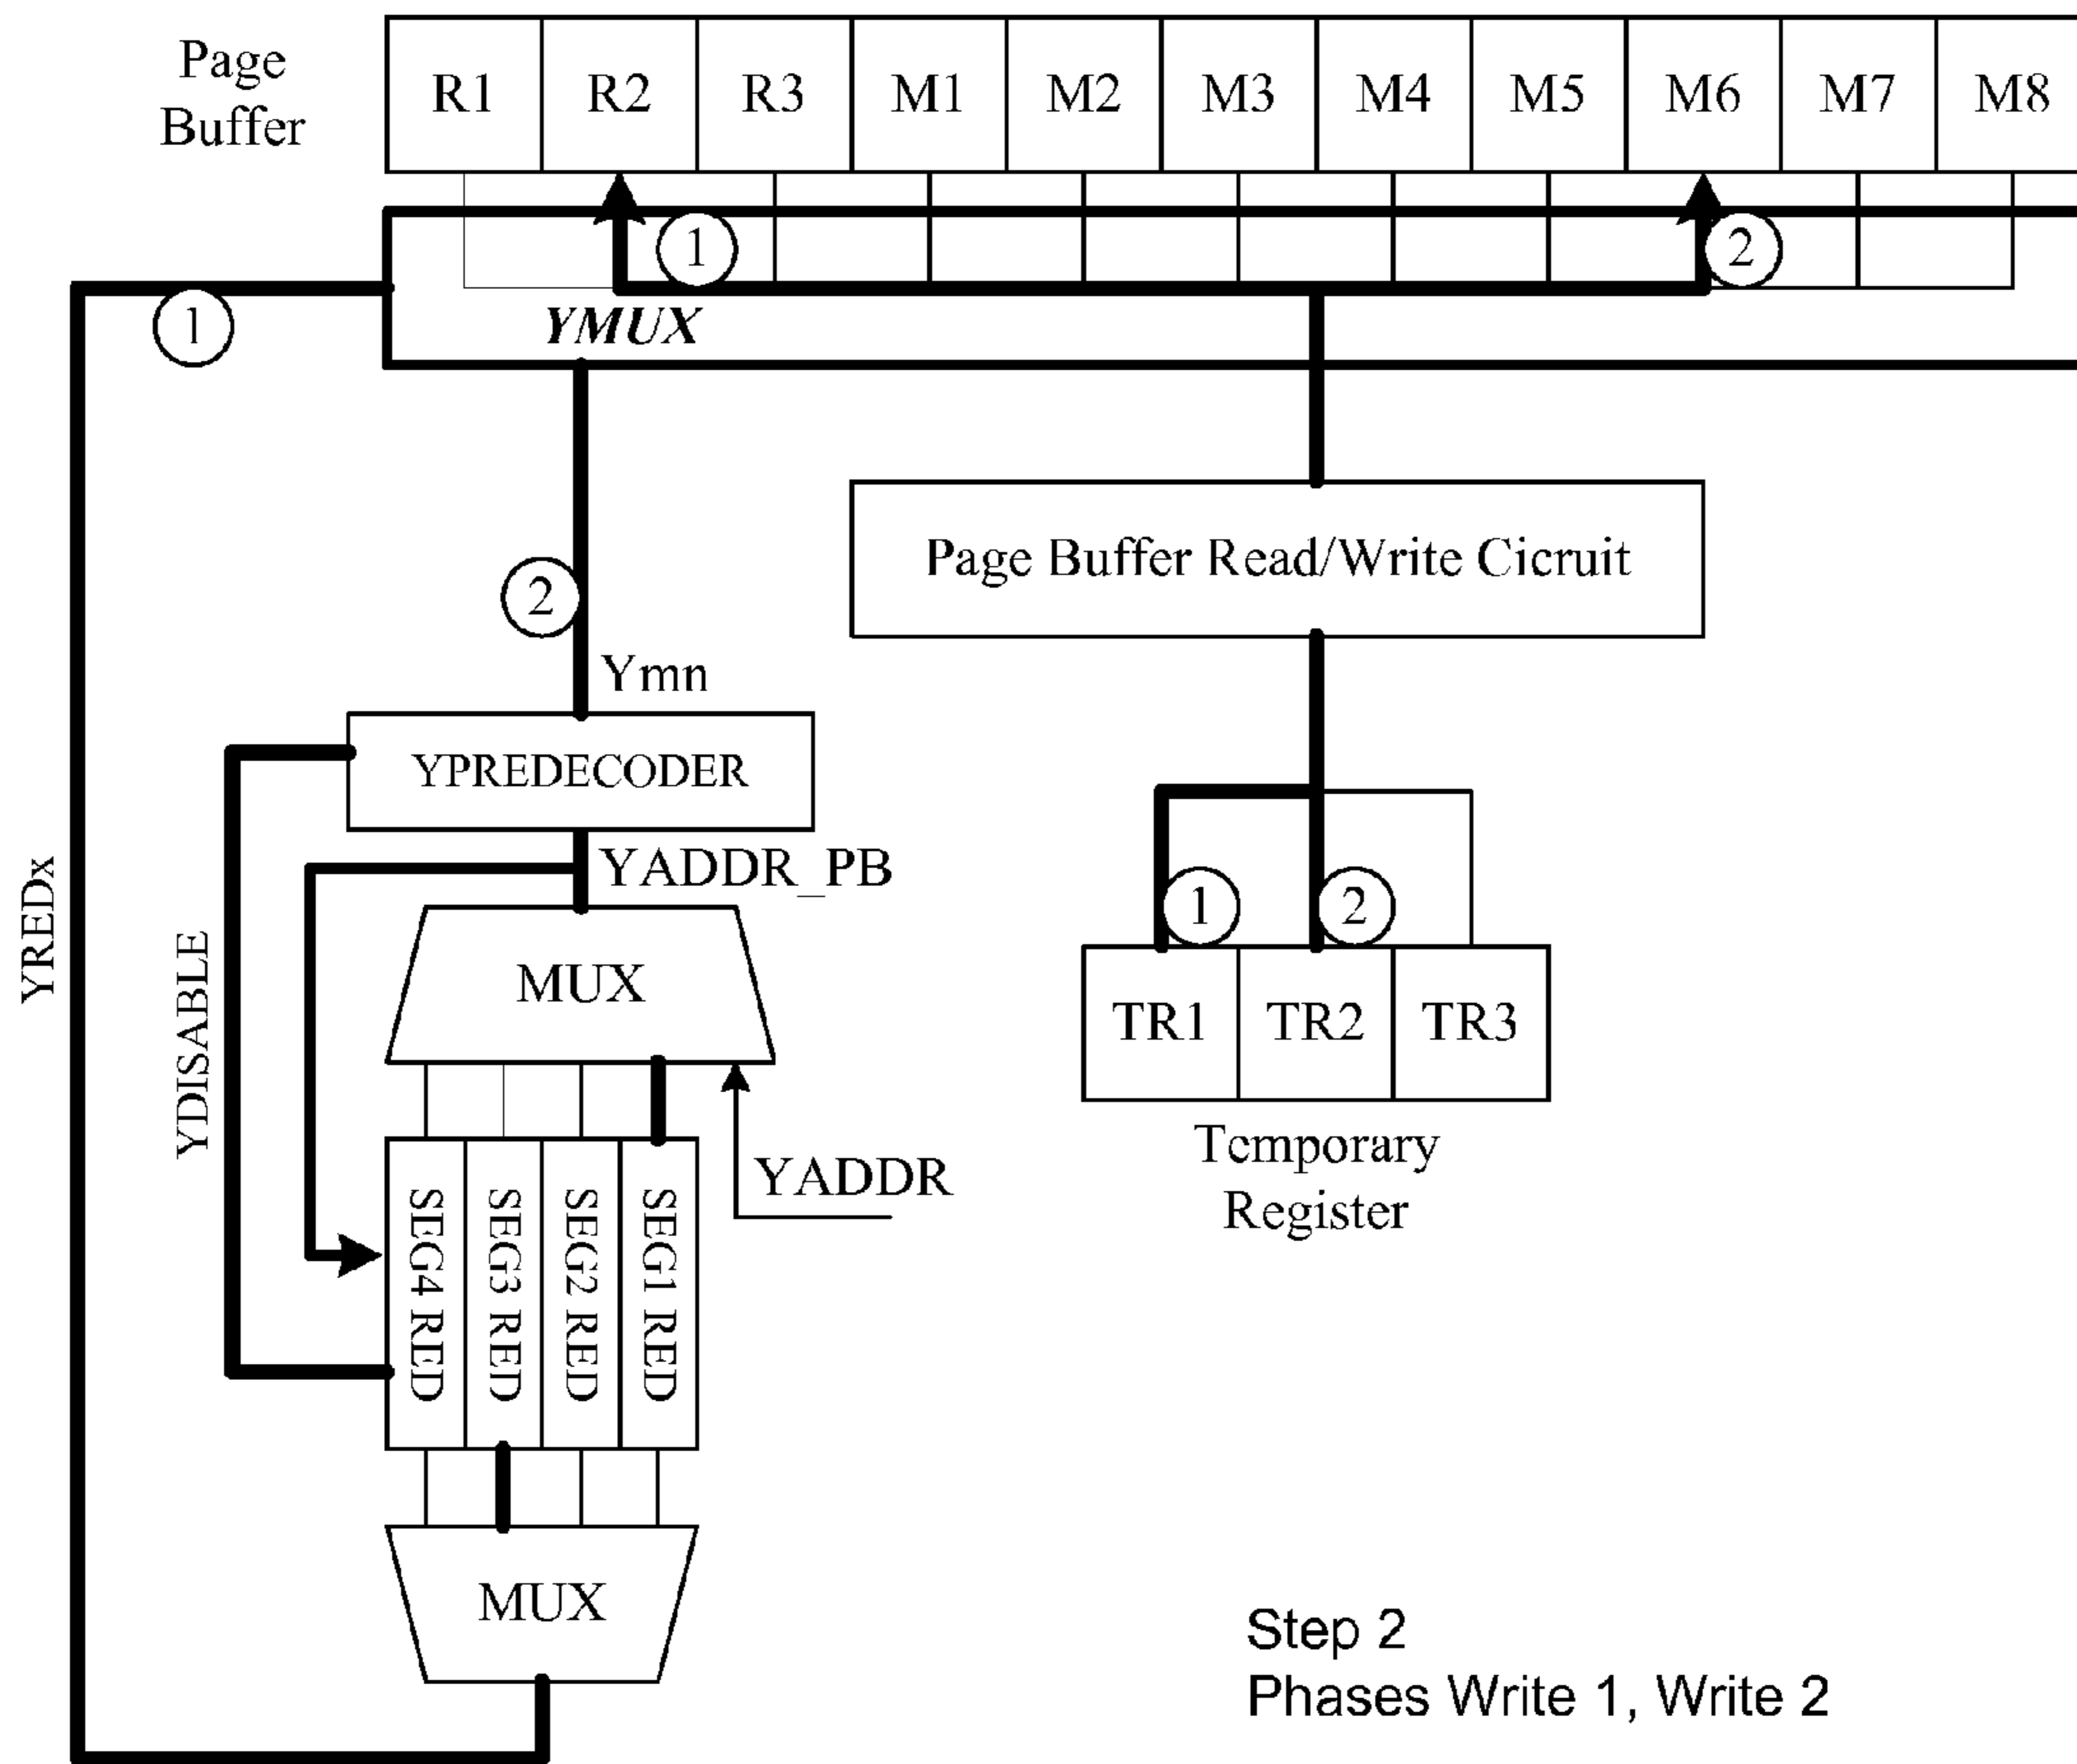 Page
Buffer
R1 R2 R3 M1 M2 M3 M4 M5 M6 M7 M8
1 2
1
YMUX
Page Buffer Read/Write Cicruit
2
Ymn
YPREDECODER
YADDR_PB
1 2
YREDx
YDISABLE
MUX
TR1 TR2 TR3
Temporary
Register
YADDR
SEG4 RED
SEG3 RED
SEG2 RED
SEG1 RED
MUX
Step 2
Phases Write 1, Write 2